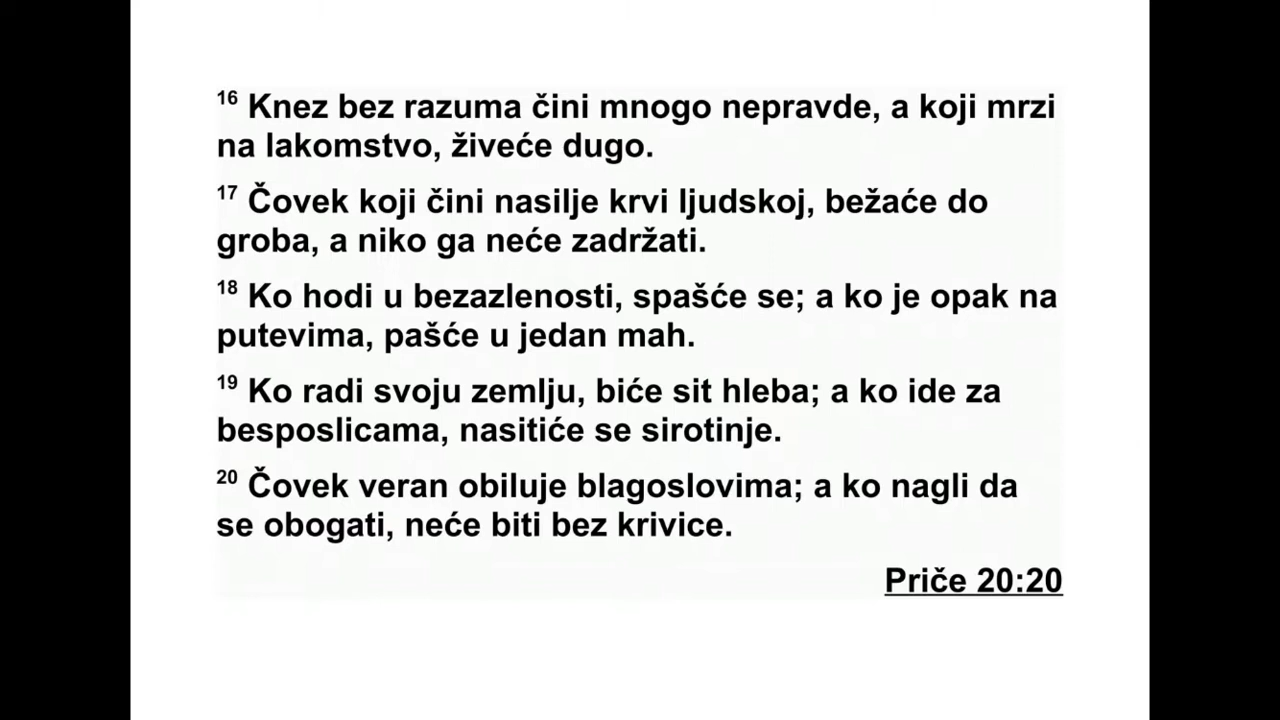 16 Knez bez razuma čini mnogo nepravde, a koji mrzi
na lakomstvo, živeće dugo.
17 Čovek koji čini nasilje krvi ljudskoj, bežaće do
groba, a niko ga neće zadržati.
18 Ko hodi u bezazlenosti, spašće se; a ko je opak na
putevima, pašće u jedan mah.
19 Ko radi svoju zemlju, biće sit hleba; a ko ide za
besposlicama, nasitiće se sirotinje.
20 Čovek veran obiluje blagoslovima; a ko nagli da
se obogati, neće biti bez krivice.
Priče 20:20